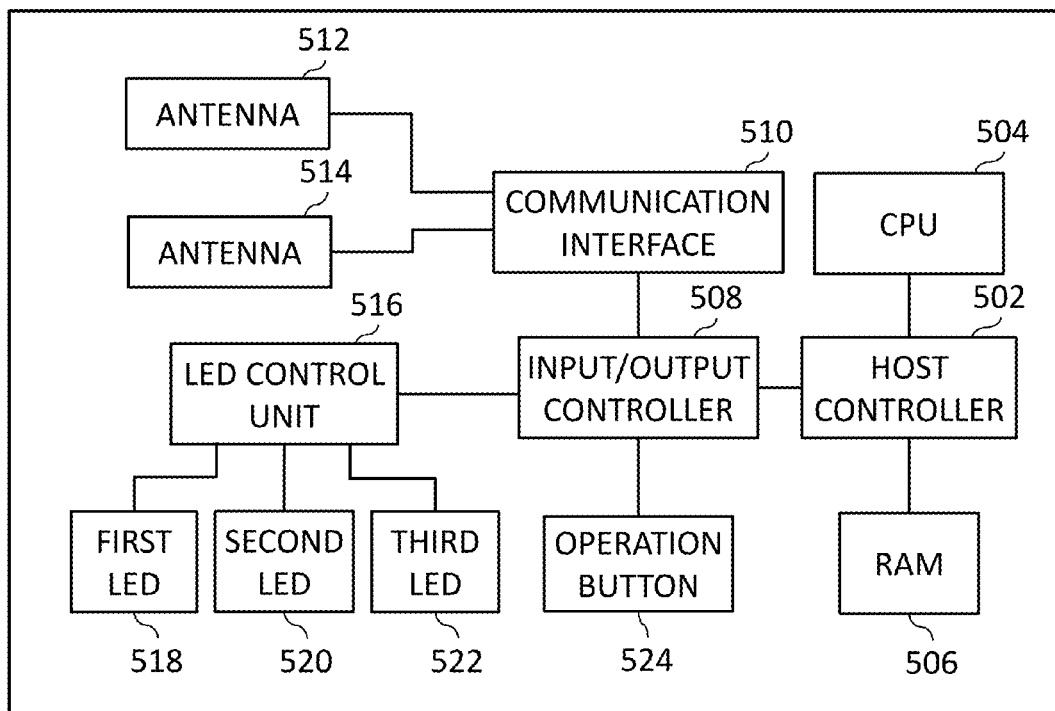 512
ANTENNA
510
504
514
COMMUNICATION
INTERFACE
CPU
ANTENNA
516
508
502
LED CONTROL
UNIT
INPUT/OUTPUT
CONTROLLER
HOST
CONTROLLER
FIRST
LED
SECOND
LED
THIRD
LED
OPERATION
BUTTON
RAM
518
520
522
524
506